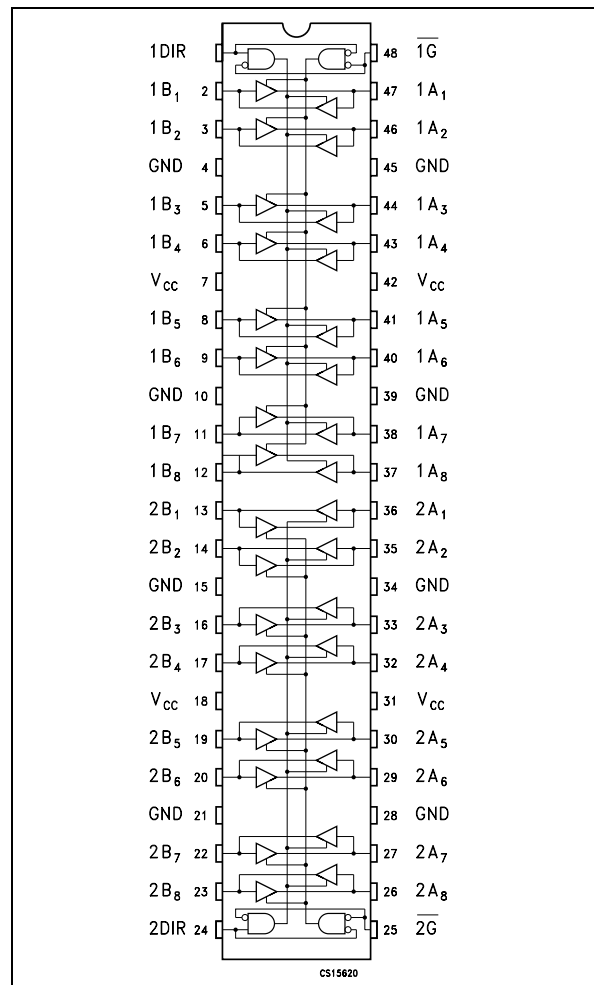 1DIR 48 1G
1B1 2 47 1A1
1B2 3 46 1A2
GND 4 45 GND
1B3 5 44 1A3
1B4 6 43 1A4
VCC 7 42 VCC
1B5 8 41 1A5
1B6 9 40 1A6
GND 10 39 GND
1B7 11 38 1A7
1B8 12 37 1A8
2B1 13 36 2A1
2B2 14 35 2A2
GND 15 34 GND
2B3 16 33 2A3
2B4 17 32 2A4
VCC 18 31 VCC
2B5 19 30 2A5
2B6 20 29 2A6
GND 21 28 GND
2B7 22 27 2A7
2B8 23 26 2A8
2DIR 24 25 2G
CS15620